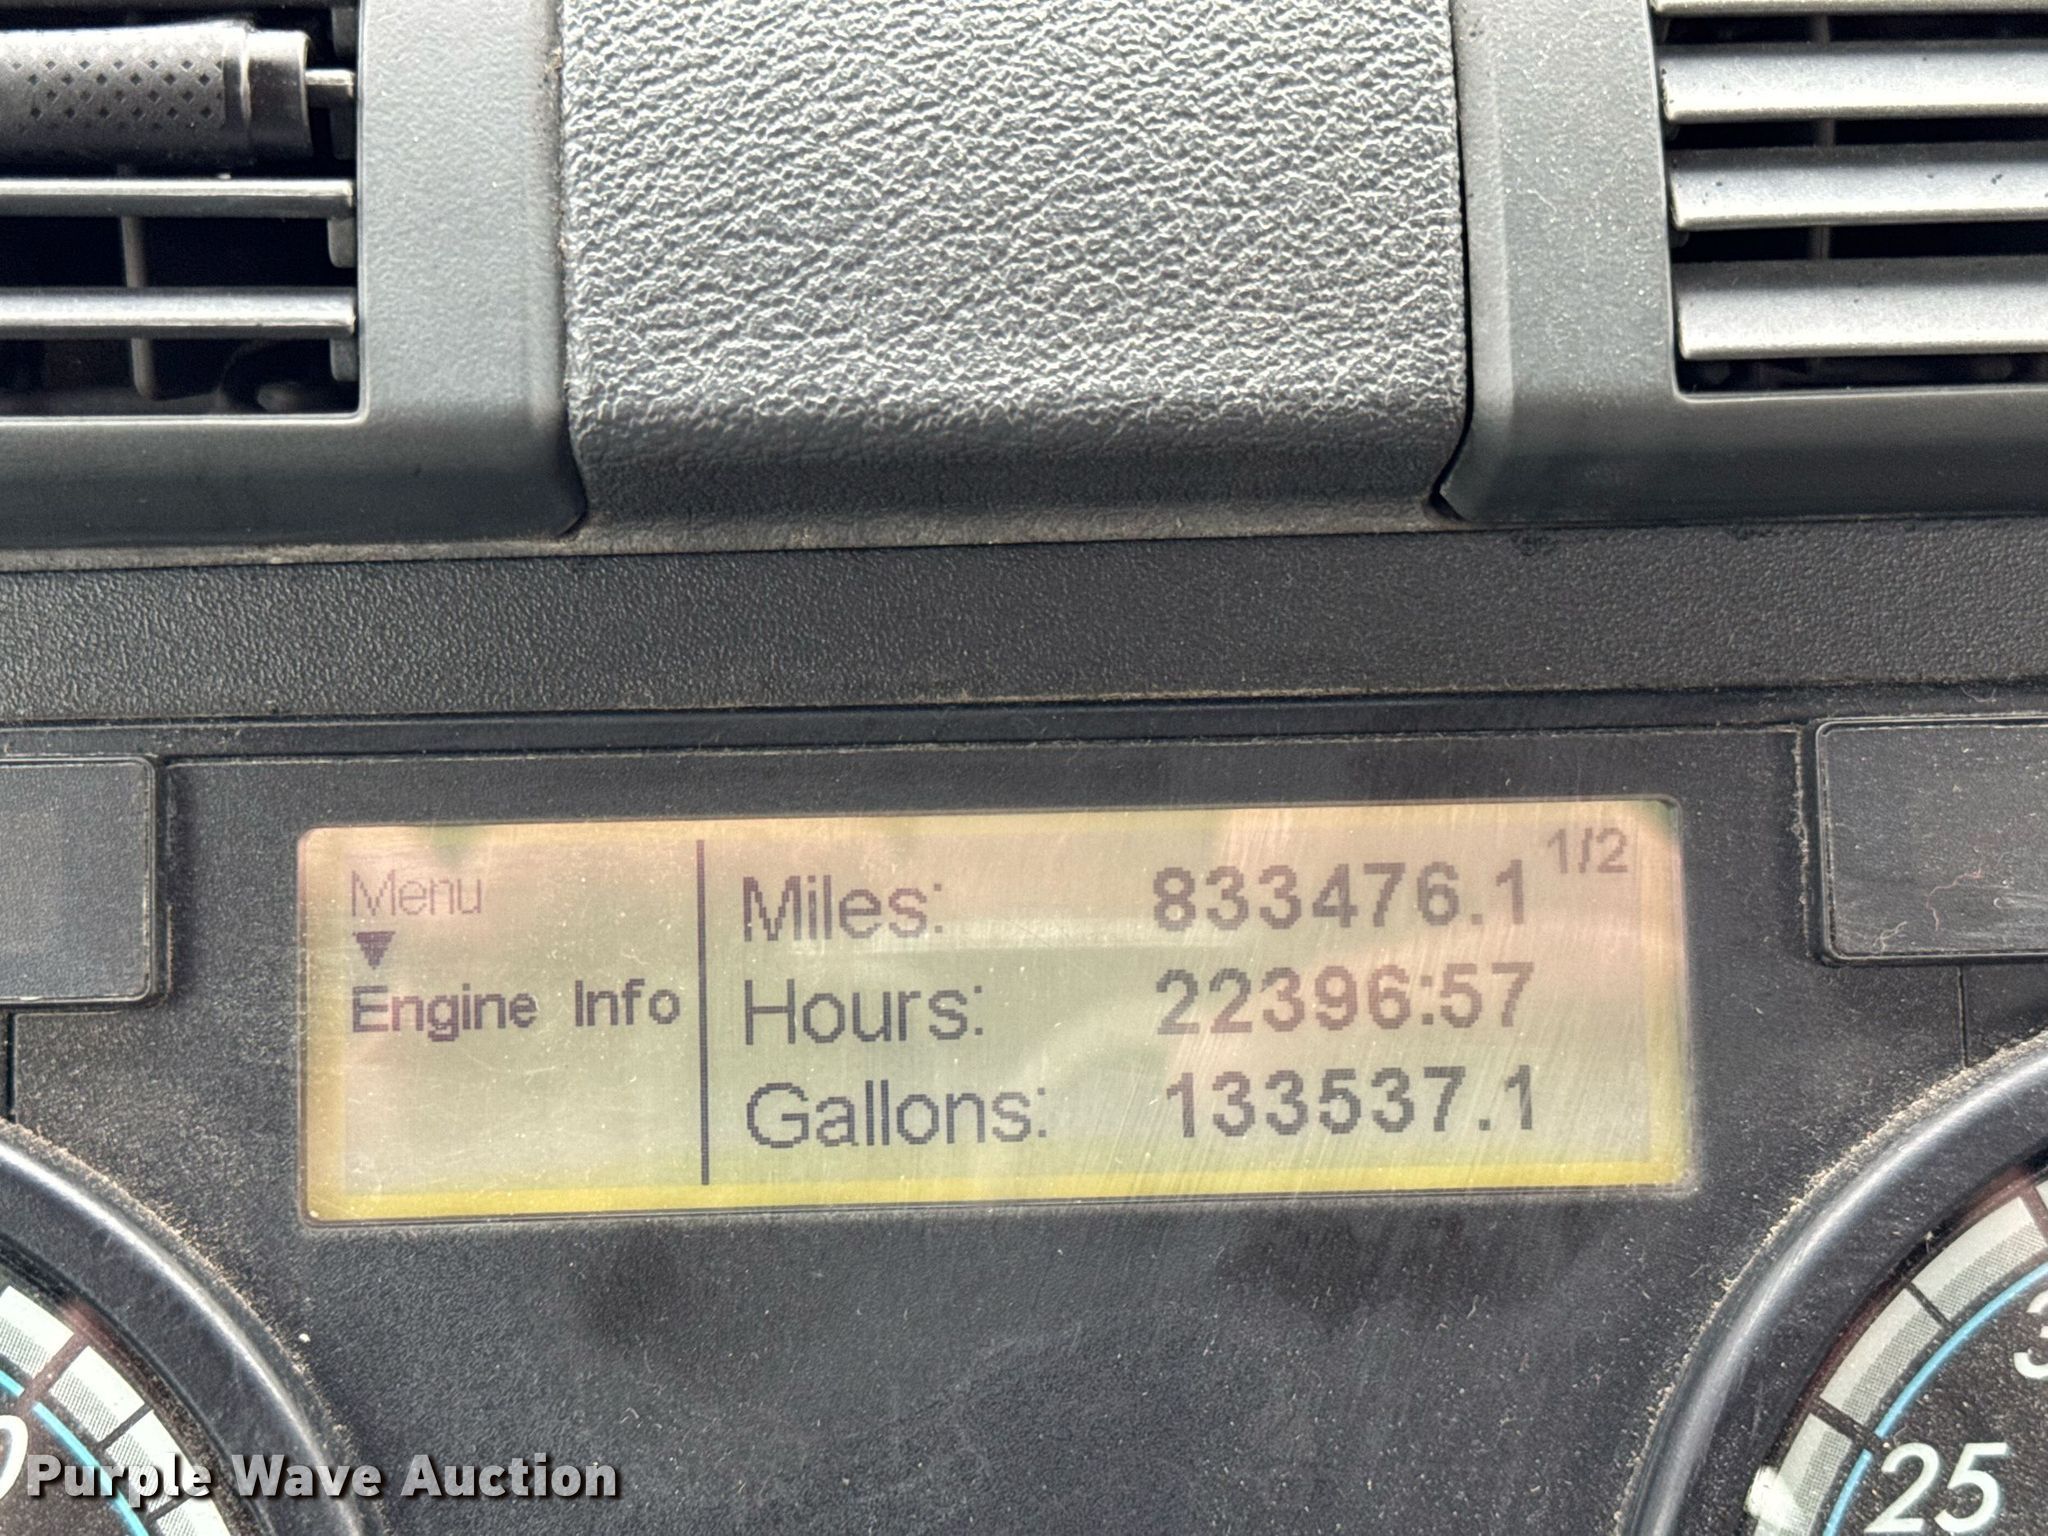 Menu
Engine Info
1/2
Miles: 833476.1
Hours: 22396:57
Gallons: 133537.1
25
Purple Wave Auction